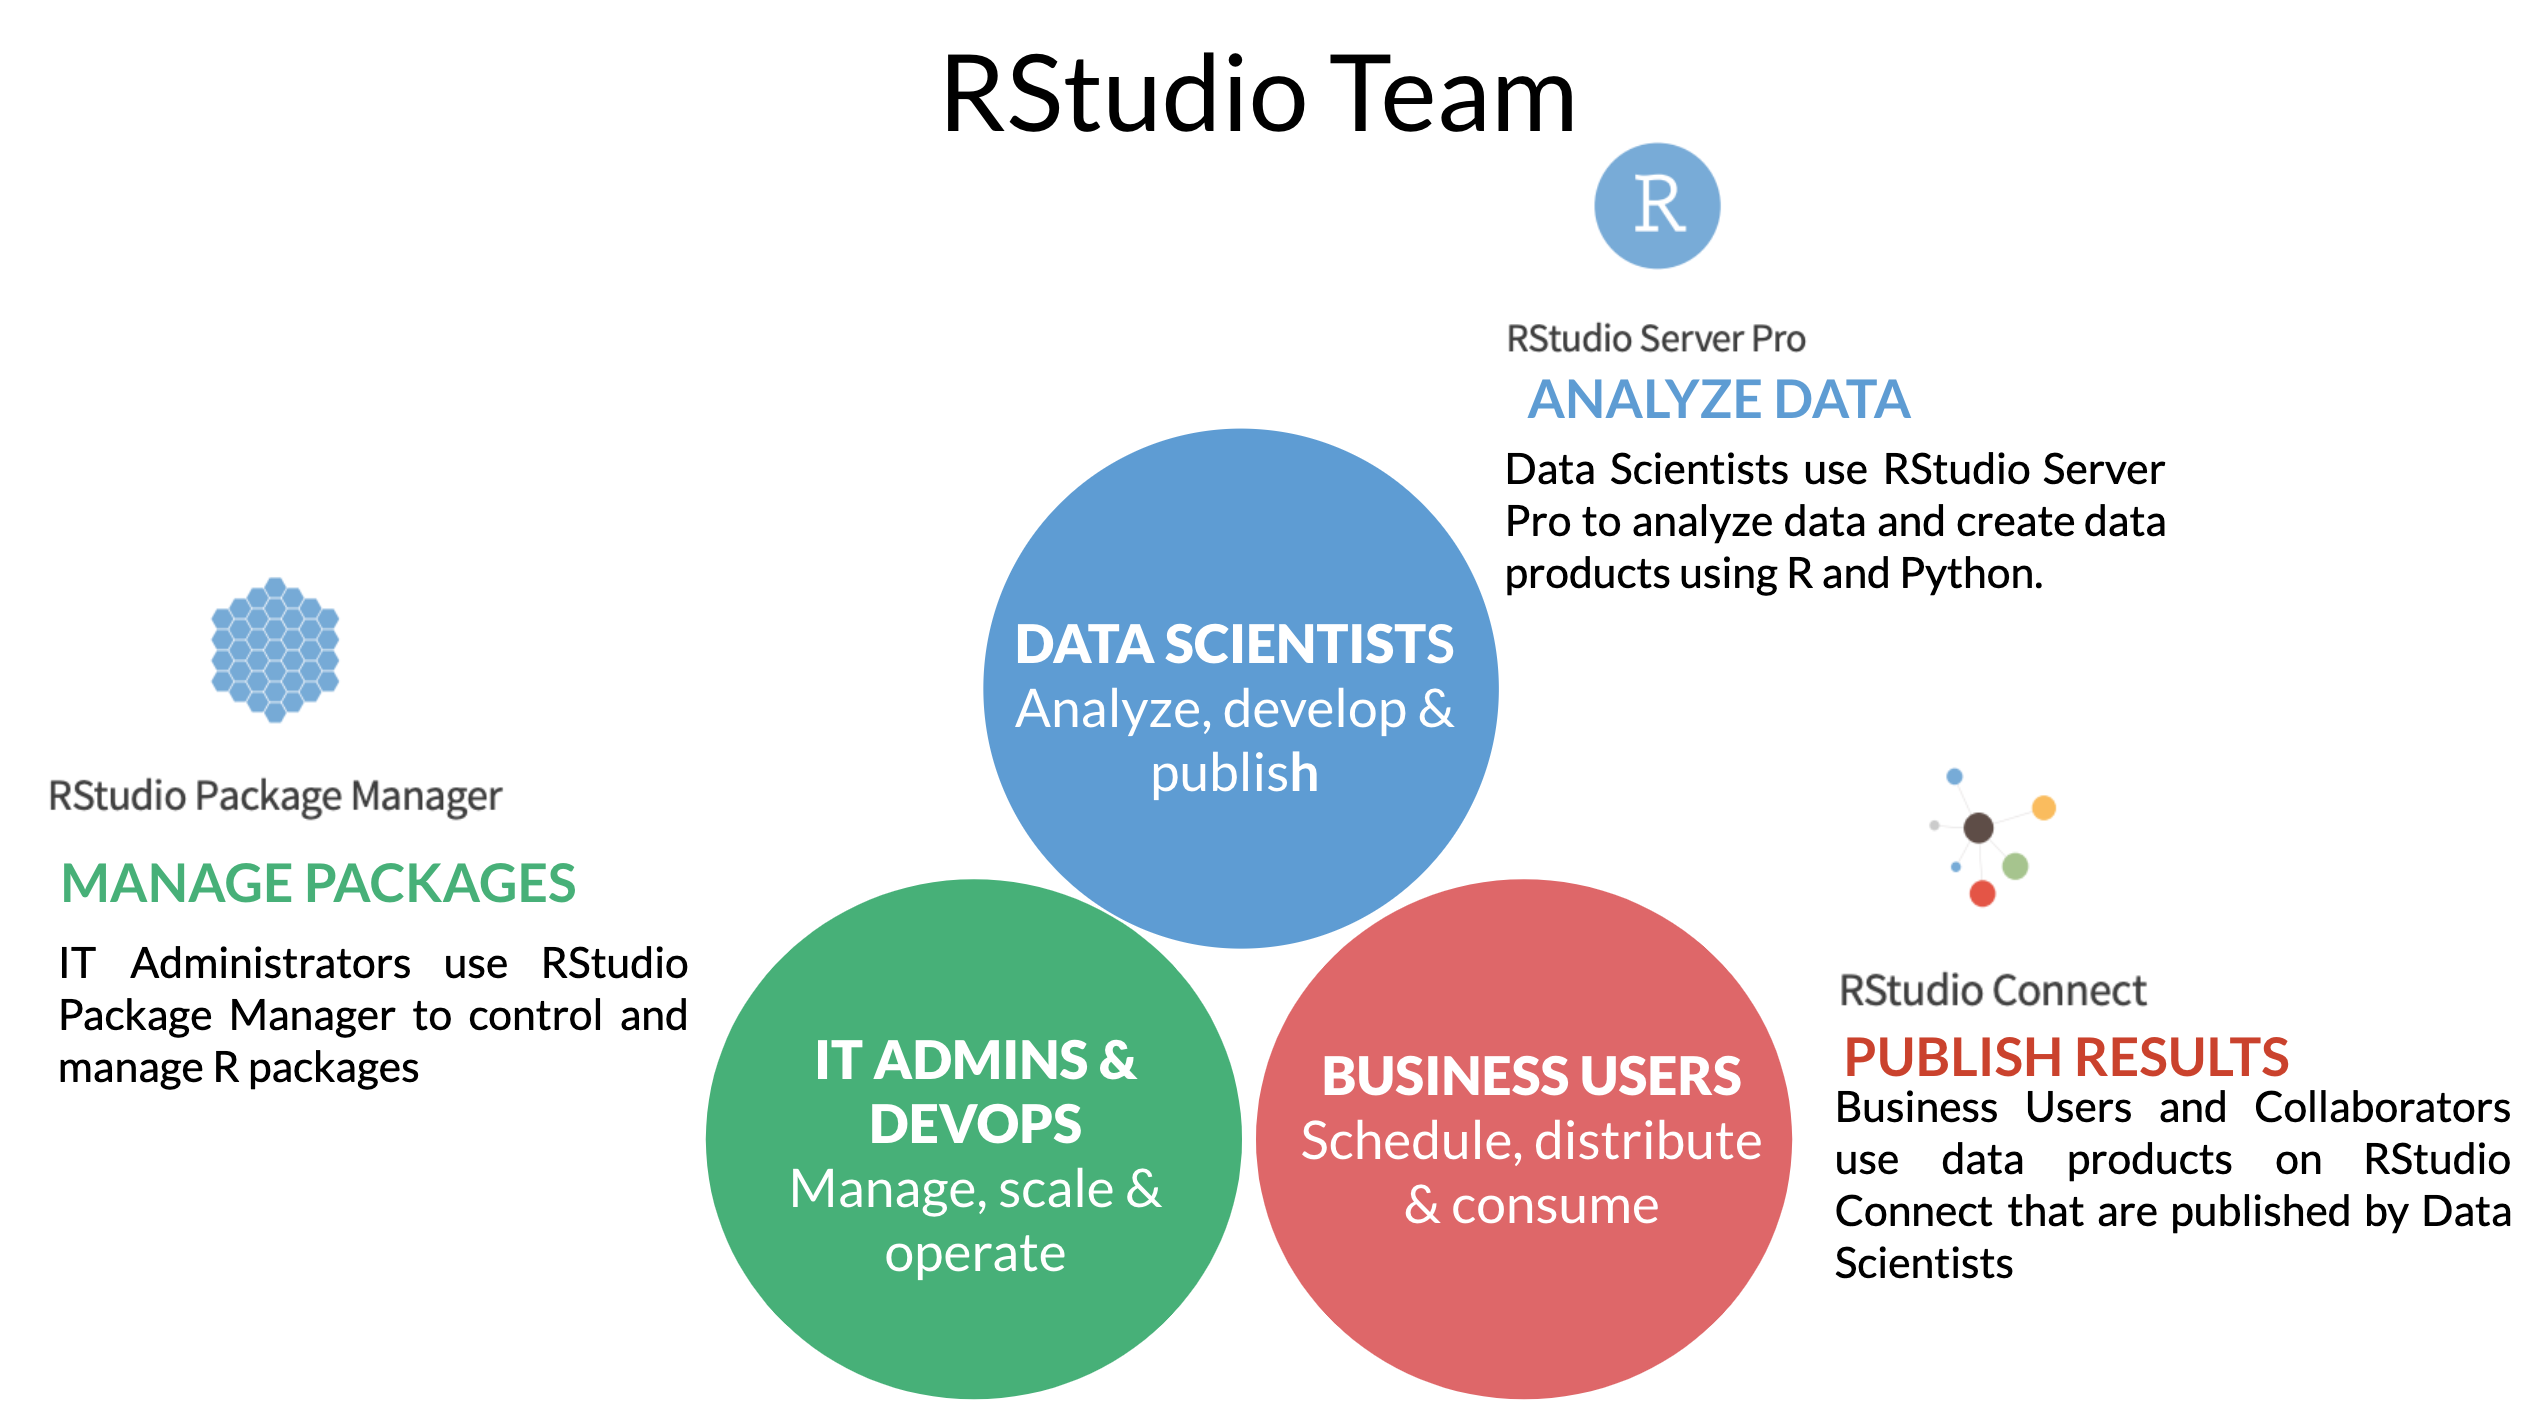 RStudio Team
R
RStudio Server Pro
ANALYZE DATA
Data Scientists use RStudio Server
Pro to analyze data and create data
products using R and Python.
DATA SCIENTISTS
Analyze, develop &
publish
RStudio Package Manager
MANAGE PACKAGES
IT Administrators use RStudio
Package Manager to control and
manage R packages
IT ADMINS &
DEVOPS
Manage, scale &
operate
BUSINESS USERS
Schedule, distribute
& consume
RStudio Connect
PUBLISH RESULTS
Business Users and Collaborators
use data products on RStudio
Connect that are published by Data
Scientists